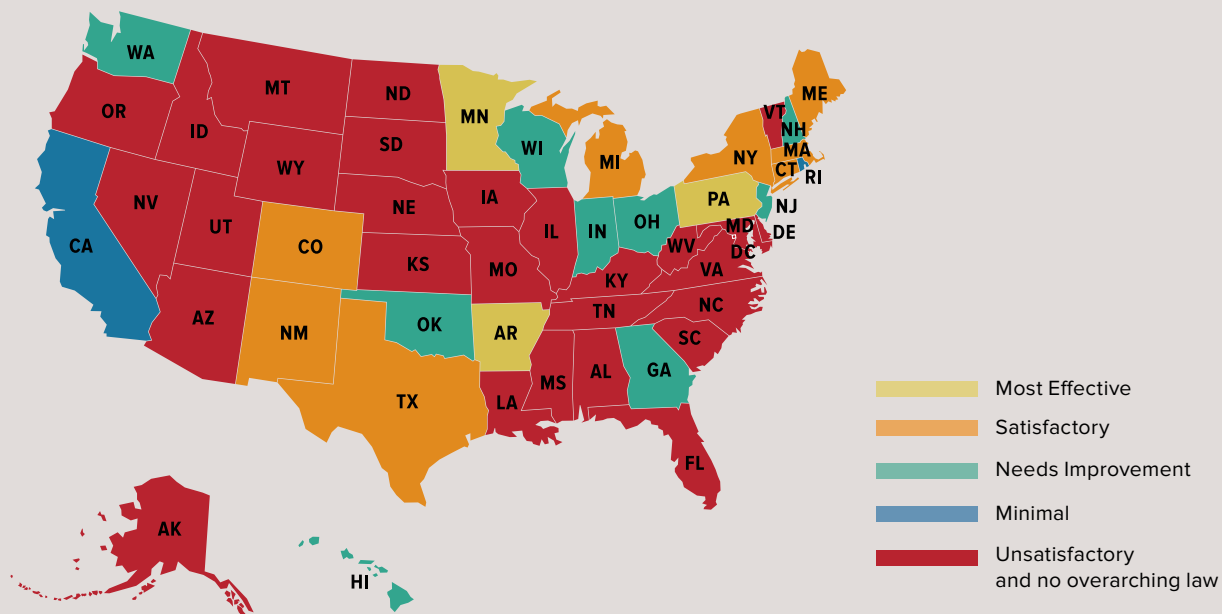 WA
MT
ND
MN
OR
ID
SD
WI
WY
MI
ME
VT
NH
MA
NY
CT
RI
NV
UT
NE
IA
PA
NJ
CA
CO
IL
IN
OH
MD
DE
WV
DC
KS
MO
KY
VA
AZ
NM
OK
AR
TN
NC
SC
TX
LA
MS
AL
GA
FL
AK
HI
Most Effective
Satisfactory
Needs Improvement
Minimal
Unsatisfactory
and no overarching law